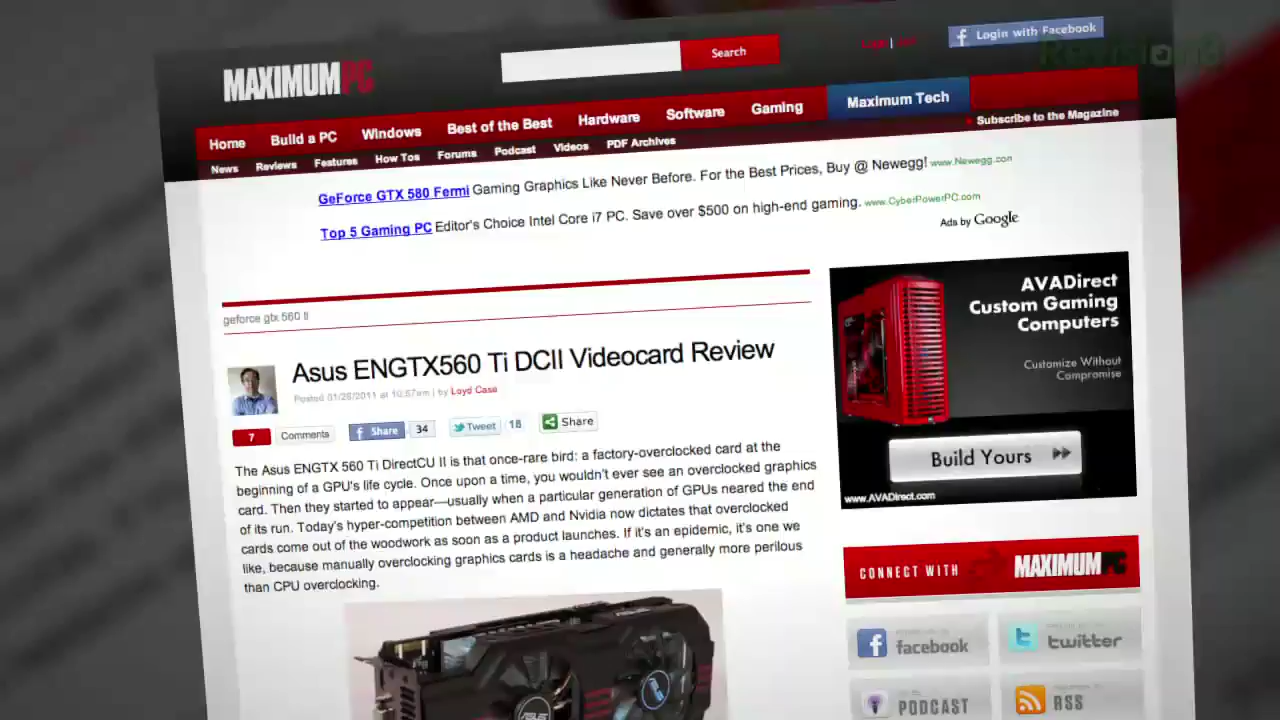 Login with Facebook
Revision3
MAXIMUMPC
Search
Home Build a PC Windows Best of the Best Hardware Software Gaming Maximum Tech
Subscribe to the Magazine
News Reviews Features How Tos Forums Podcast Videos PDF Archives
GeForce GTX 580 Fermi Gaming Graphics Like Never Before. For the Best Prices, Buy @ Newegg! www.Newegg.com
Top 5 Gaming PC Editor's Choice Intel Core i7 PC. Save over $500 on high-end gaming. www.CyberPowerPC.com
Ads by Google
geforce gtx 560 ti
Asus ENGTX560 Ti DCII Videocard Review
by Loyd Case
7 Comments Share 34 Tweet 18 Share
The Asus ENGTX 560 Ti DirectCU II is that once-rare bird: a factory-overclocked card at the
beginning of a GPU's life cycle. Once upon a time, you wouldn't ever see an overclocked graphics
card. Then they started to appear—usually when a particular generation of GPUs neared the end
of its run. Today's hyper-competition between AMD and Nvidia now dictates that overclocked
cards come out of the woodwork as soon as a product launches. If it's an epidemic, it's one we
like, because manually overclocking graphics cards is a headache and generally more perilous
than CPU overclocking.
ASUS
AVADirect
Custom Gaming
Computers
Customize Without
Compromise
Build Yours
www.AVADirect.com
CONNECT WITH MAXIMUMPC
facebook
twitter
PODCAST
RSS